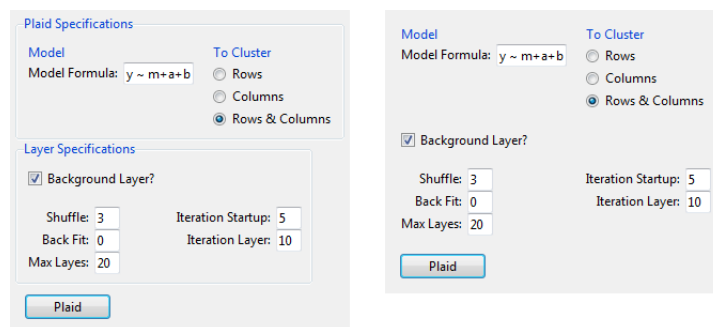 Plaid Specifications
Model To Cluster
Model Formula: y ~ m+a+b Rows
Columns
Rows & Columns
Layer Specifications
Background Layer?
Shuffle: 3 Iteration Startup: 5
Back Fit: 0 Iteration Layer: 10
Max Layes: 20
Plaid
Model To Cluster
Model Formula: y ~ m+a+b Rows
Columns
Rows & Columns
Background Layer?
Shuffle: 3 Iteration Startup: 5
Back Fit: 0 Iteration Layer: 10
Max Layes: 20
Plaid